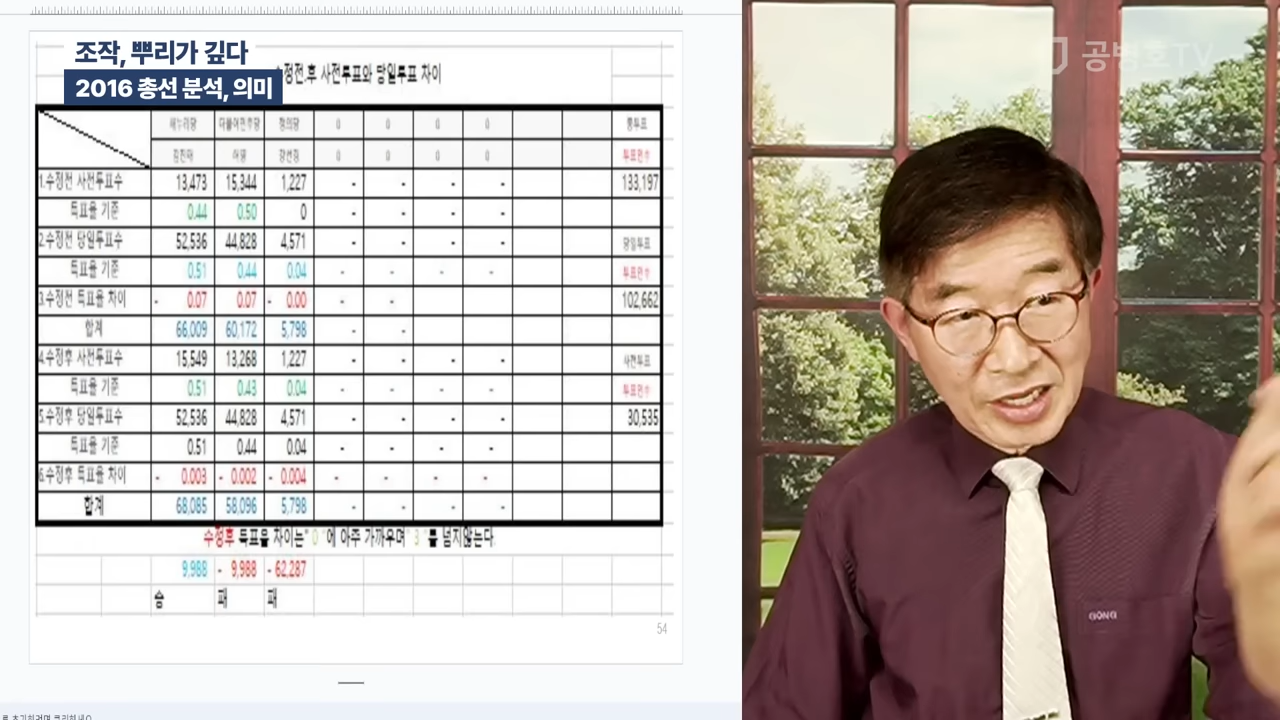 조작, 뿌리가 깊다
2016 총선 분석, 의미
수정전.후 사전투표와 당일투표 차이
공병호TV
새누리당 더불어민주당 정의당 0 0 0 0 총투표
김진태 허영 강선경 0 0 0 0 투표인수
1.수정전 사전투표수 13,473 15,344 1,227 - - - - 133,197
득표율 기준 0.44 0.50 0 - - - -
2.수정전 당일투표수 52,536 44,828 4,571 - - - - 당일투표
득표율 기준 0.51 0.44 0.04 - - - - 투표인수
3.수정전 득표율 차이 - 0.07 0.07 - 0.00 - - 102,662
합계 66,009 60,172 5,798 - -
4.수정후 사전투표수 15,549 13,268 1,227 - - - - 사전투표
득표율 기준 0.51 0.43 0.04 - - - - 투표인수
5.수정후 당일투표수 52,536 44,828 4,571 - - - - 30,535
득표율 기준 0.51 0.44 0.04 - - - -
6.수정후 득표율 차이 - 0.003 - 0.002 - 0.004 - - - -
합계 68,085 58,096 5,798 - - - -
수정후 득표율 차이는" 0 "에 아주 가까우며" 3 "를 넘지않는다.
9,988 - 9,988 - 62,287
승 패 패
54
GONG